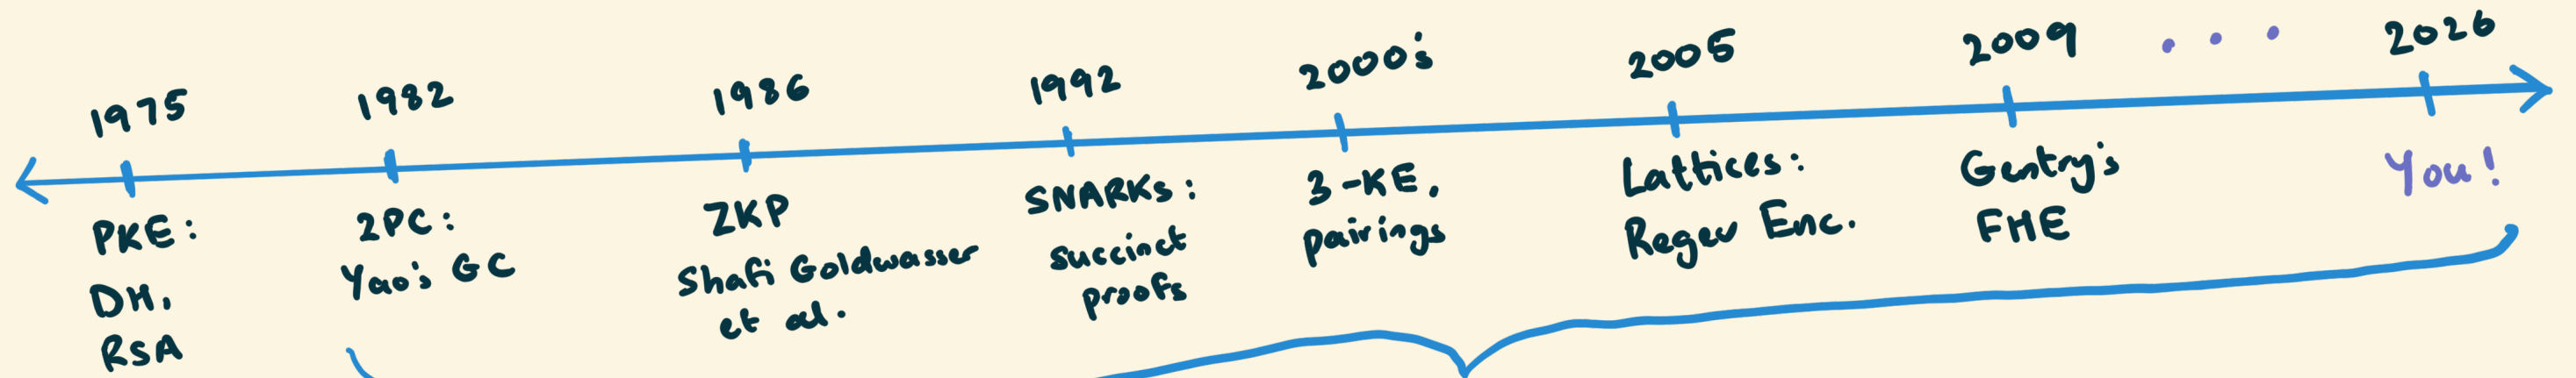 1975
PKE:
DH,
RSA
1982
2PC:
Yao's GC
1986
ZKP
Shafi Goldwasser
et al.
1992
SNARKs:
succinct
proofs
2000's
3-KE,
pairings
2005
Lattices:
Regev Enc.
2009
Gentry's
FHE
...
2026
You!